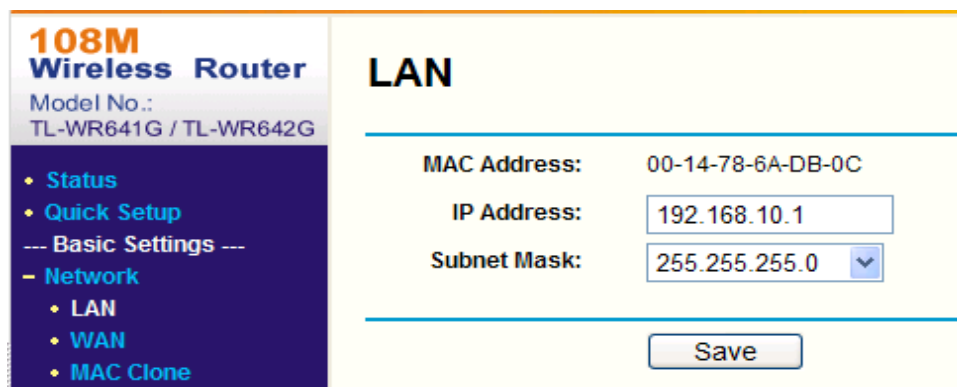 108M
Wireless Router
Model No.:
TL-WR641G / TL-WR642G
• Status
• Quick Setup
--- Basic Settings ---
– Network
• LAN
• WAN
• MAC Clone
LAN
MAC Address: 00-14-78-6A-DB-0C
IP Address: 192.168.10.1
Subnet Mask: 255.255.255.0
Save